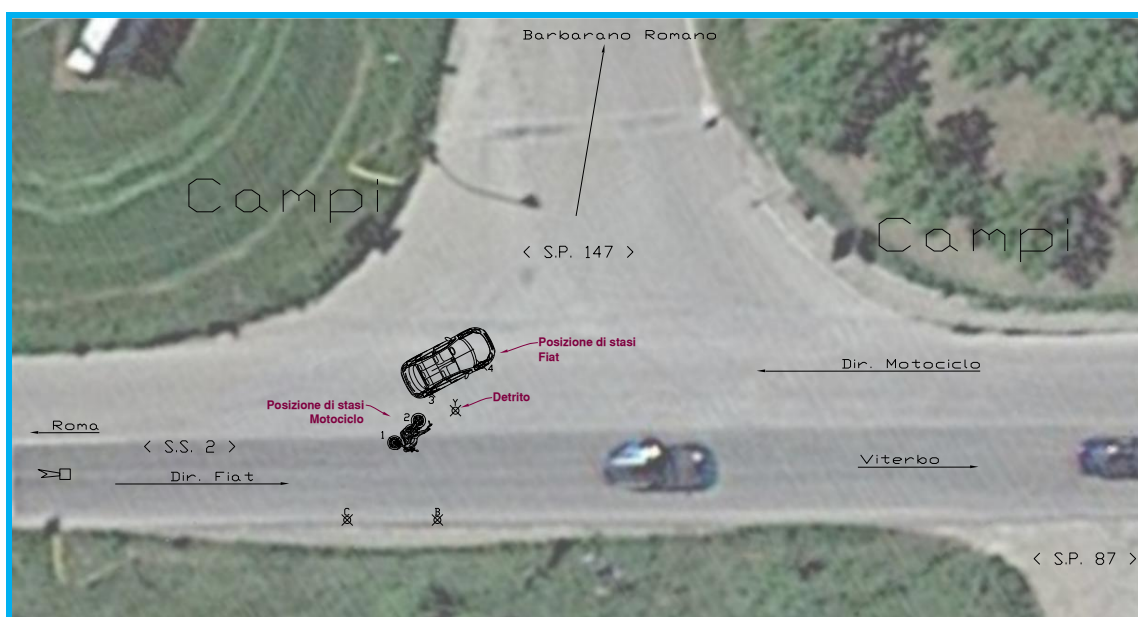 Barbarano Romano
Campi
Campi
< S.P. 147 >
Posizione di stasi
Fiat
4
Dir. Motociclo
3
Y
Detrito
Posizione di stasi
Motociclo
2
1
Roma
< S.S. 2 >
Viterbo
Dir. Fiat
C
B
< S.P. 87 >